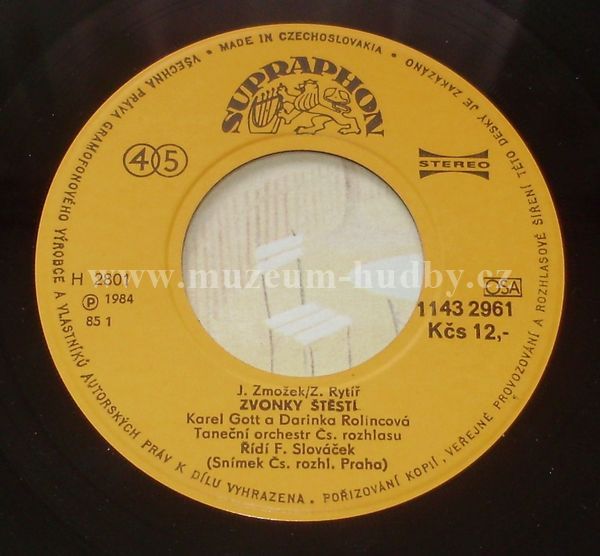 VŠECHNA PRÁVA GRAMOFONOVÉHO VÝROBCE A VLASTNÍKŮ AUTORSKÝCH PRÁV K DÍLU VYHRAZENA • POŘIZOVÁNÍ KOPIÍ, VEŘEJNÉ PROVOZOVÁNÍ A ROZHLASOVÉ ŠÍŘENÍ TÉTO DESKY JE ZAKÁZÁNO •
• MADE IN CZECHOSLOVAKIA •
SUPRAPHON
45
STEREO
H 2801
Ⓟ 1984
85 1
OSA
1143 2961
Kčs 12,-
www.muzeum-hudby.cz
J. Zmožek/Z. Rytíř
ZVONKY ŠTĚSTÍ
Karel Gott a Darinka Rolincová
Taneční orchestr Čs. rozhlasu
Řídí F. Slováček
(Snímek Čs. rozhl. Praha)